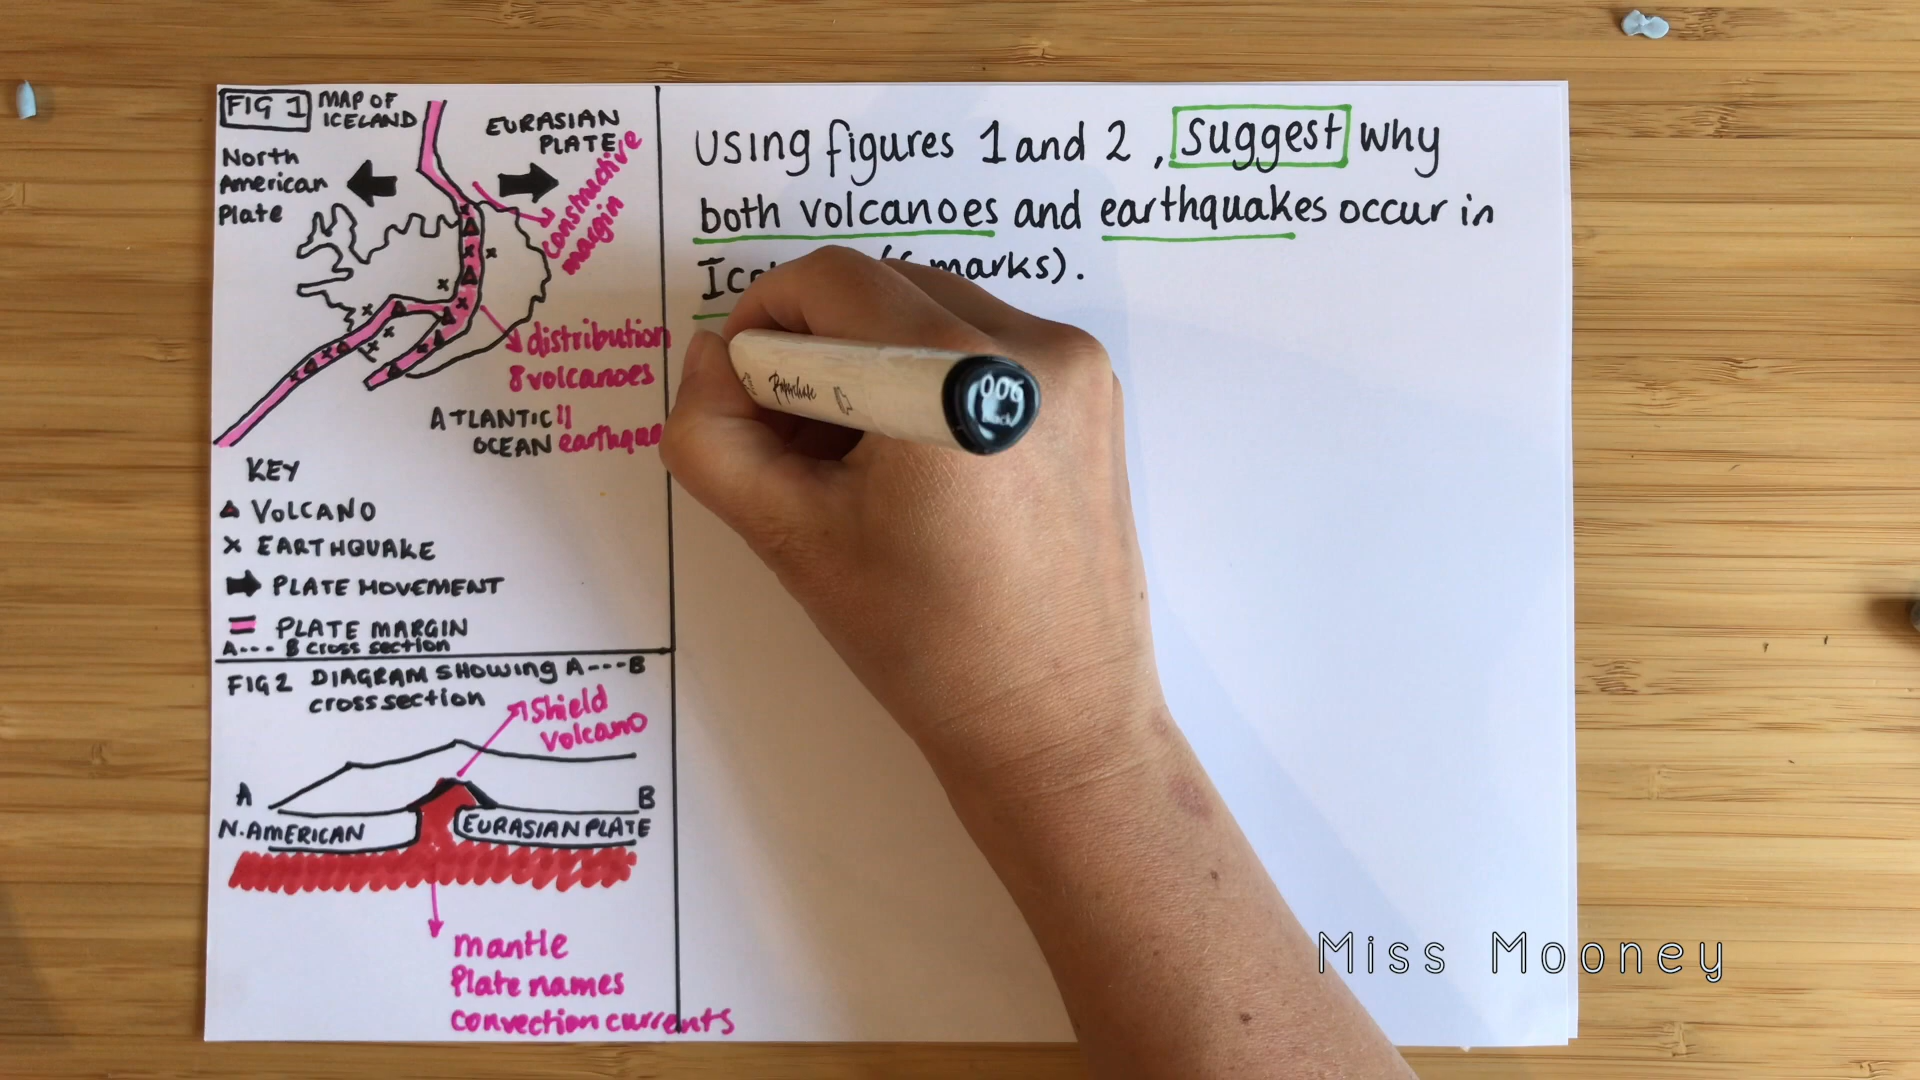 FIG 1 MAP OF
ICELAND
EURASIAN
PLATE
North
American
Plate
constructive
margin
distribution
8 volcanoes
11
ATLANTIC
OCEAN
KEY
VOLCANO
X EARTHQUAKE
PLATE MOVEMENT
PLATE MARGIN
A--- B cross section
FIG 2 DIAGRAM SHOWING A---B
cross section
Shield
Volcano
A
B
N. AMERICAN
EURASIAN PLATE
mantle
Plate names
convection currents
Using figures 1 and 2, Suggest why
both volcanoes and earthquakes occur in
marks).
Paperchase
006
Miss Mooney